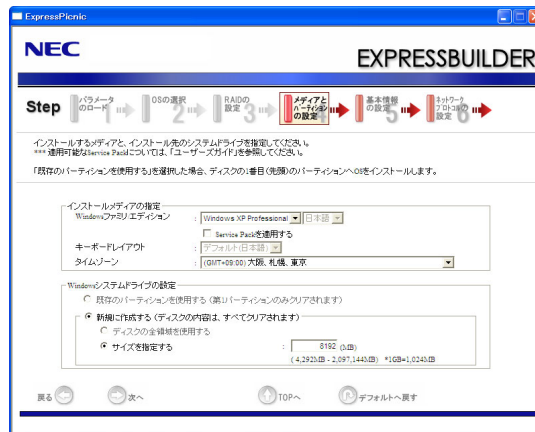 ExpressPicnic
NEC
EXPRESSBUILDER
Step パラメータのロード 1 OSの選択 2 RAIDの設定 3 メディアとパーティションの設定 4 基本情報の設定 5 ネットワークプロトコルの設定 6
インストールするメディアと、インストール先のシステムドライブを指定してください。
*** 適用可能なService Packについては、「ユーザーズガイド」を参照してください。
「既存のパーティションを使用する」を選択した場合、ディスクの1番目(先頭)のパーティションへOSをインストールします。
インストールメディアの指定
Windowsファミリ/エディション : Windows XP Professional 日本語
Service Packを適用する
キーボードレイアウト : デフォルト(日本語)
タイムゾーン : (GMT+09:00) 大阪、札幌、東京
Windowsシステムドライブの設定
既存のパーティションを使用する (第1パーティションのみクリアされます)
新規に作成する (ディスクの内容は、すべてクリアされます)
ディスクの全領域を使用する
サイズを指定する : 8192 (MB)
( 4,292MB - 2,097,144MB) *1GB=1,024MB
戻る 次へ TOPへ デフォルトへ戻す